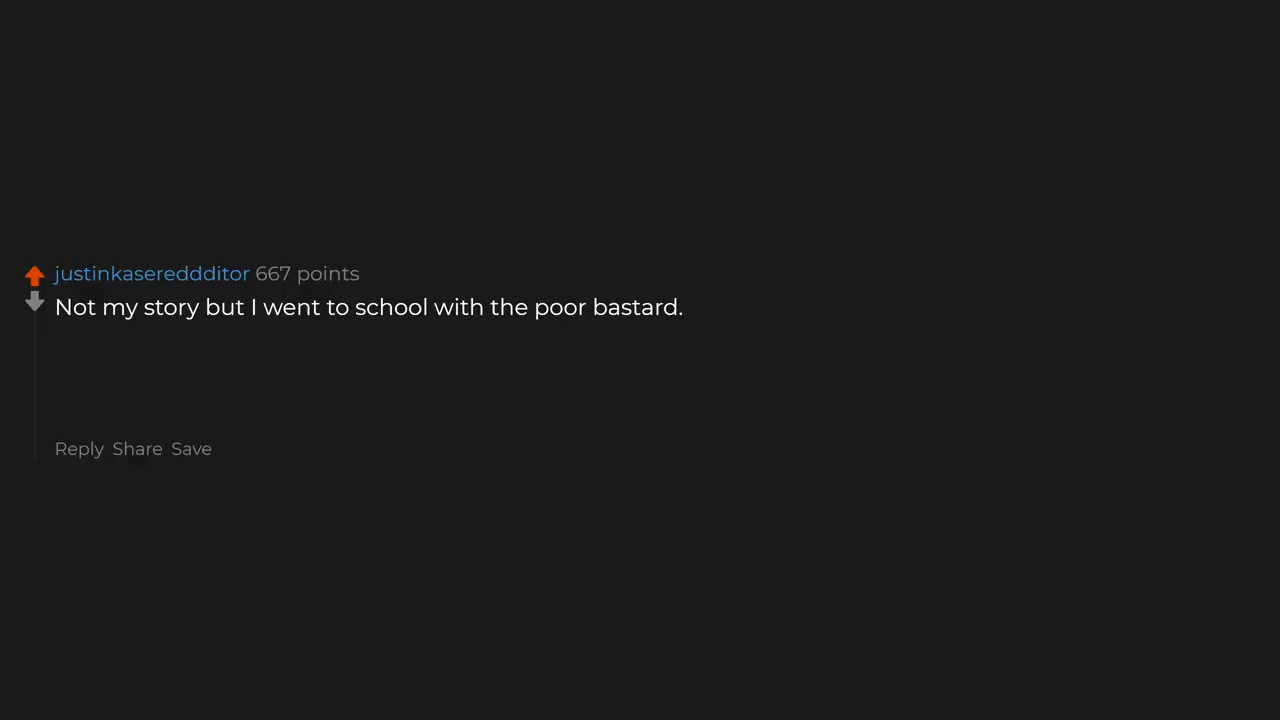 justinkasereddditor 667 points
Not my story but I went to school with the poor bastard.
Reply Share Save